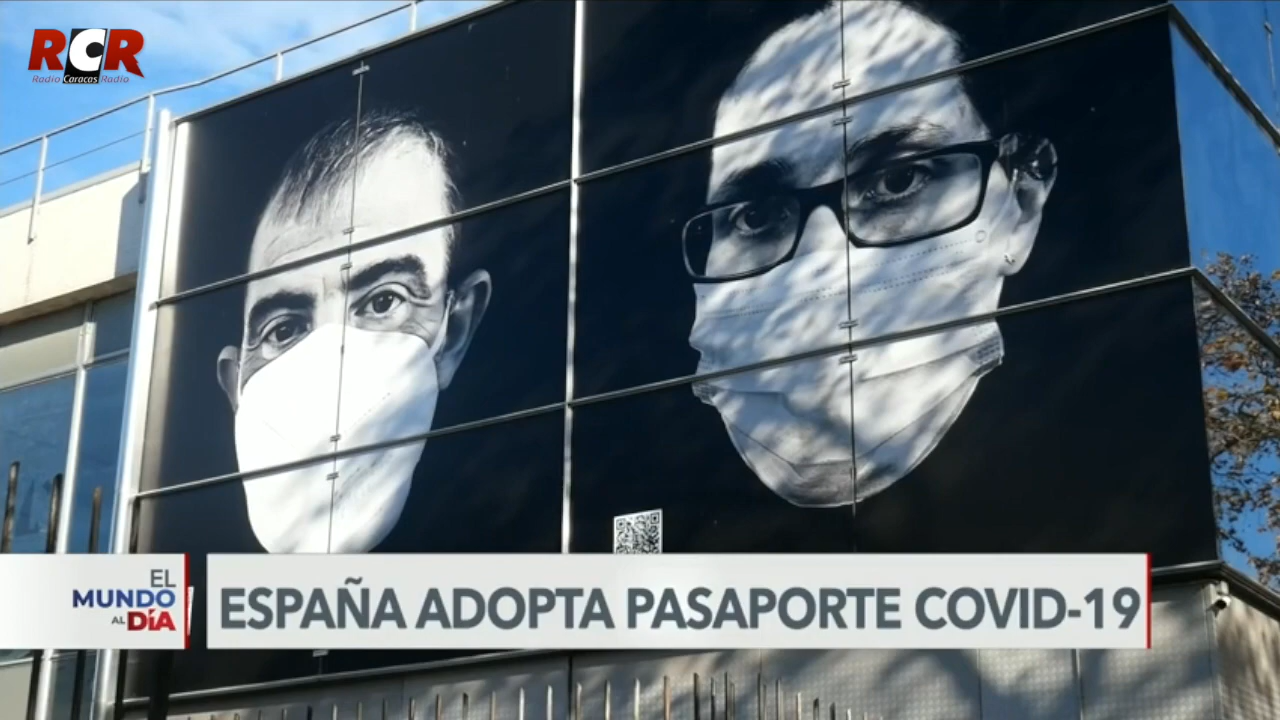 RCR
Radio Caracas Radio
EL
MUNDO
AL DÍA
ESPAÑA ADOPTA PASAPORTE COVID-19